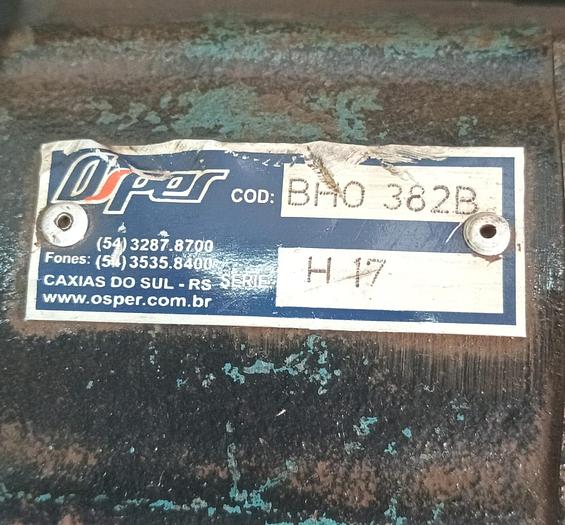 Osper COD: BHO 382B
(54) 3287.8700
Fones: (54) 3535.8400
CAXIAS DO SUL - RS SÉRIE H 17
www.osper.com.br